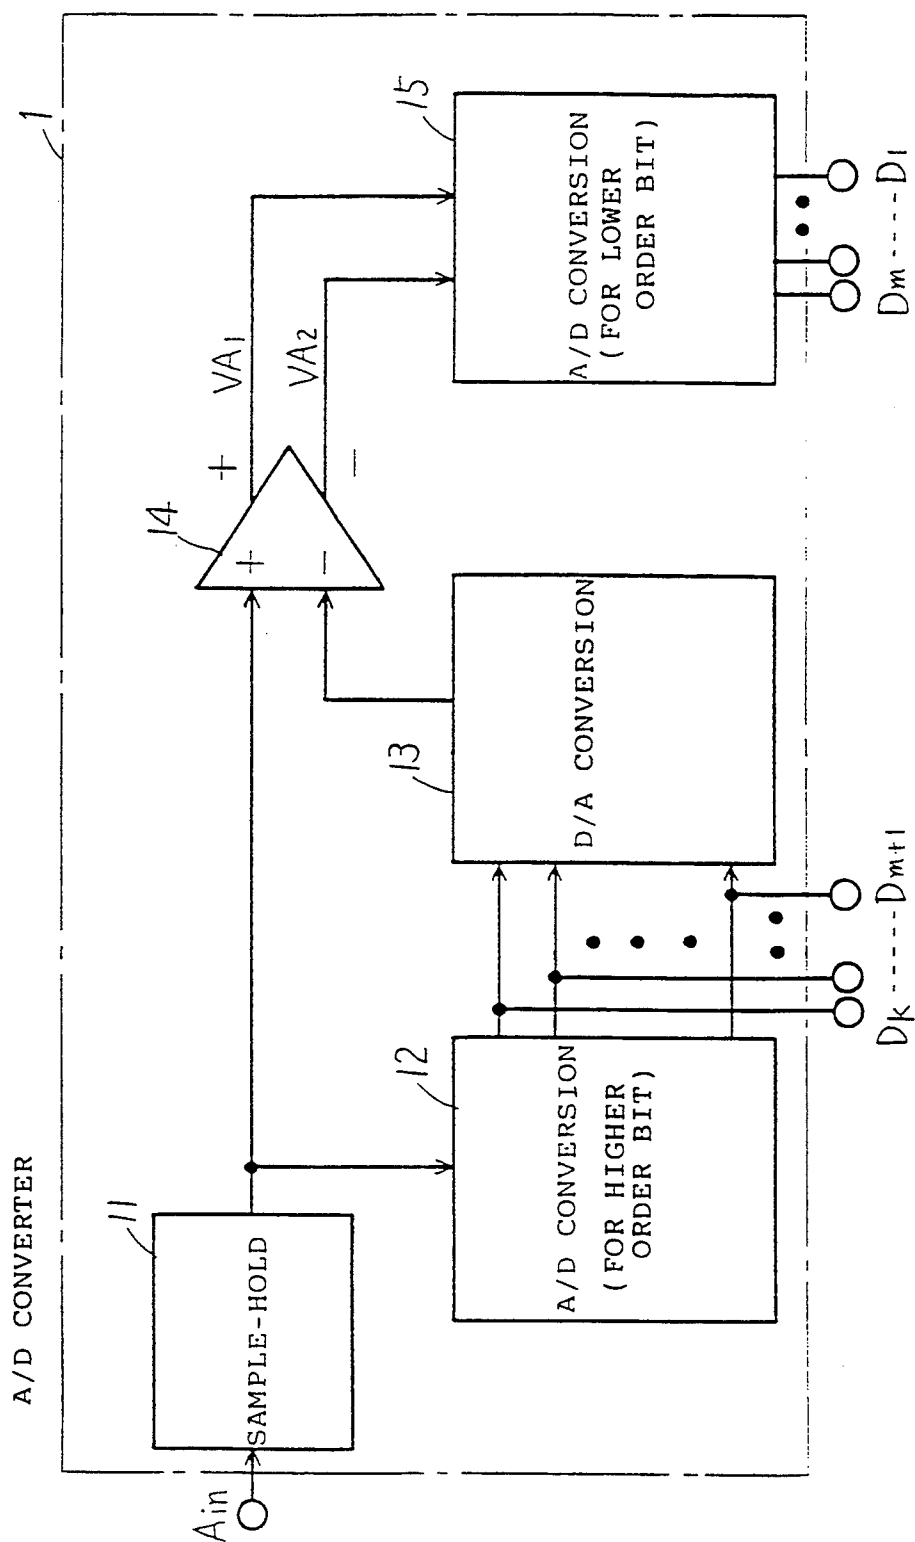 A/D CONVERTER
1
Ain
SAMPLE-HOLD
11
12
A/D CONVERSION
(FOR HIGHER
ORDER BIT)
Dk-----Dm+1
13
D/A CONVERSION
14
+
−
+
−
VA1
VA2
15
A/D CONVERSION
(FOR LOWER
ORDER BIT)
Dm-----D1